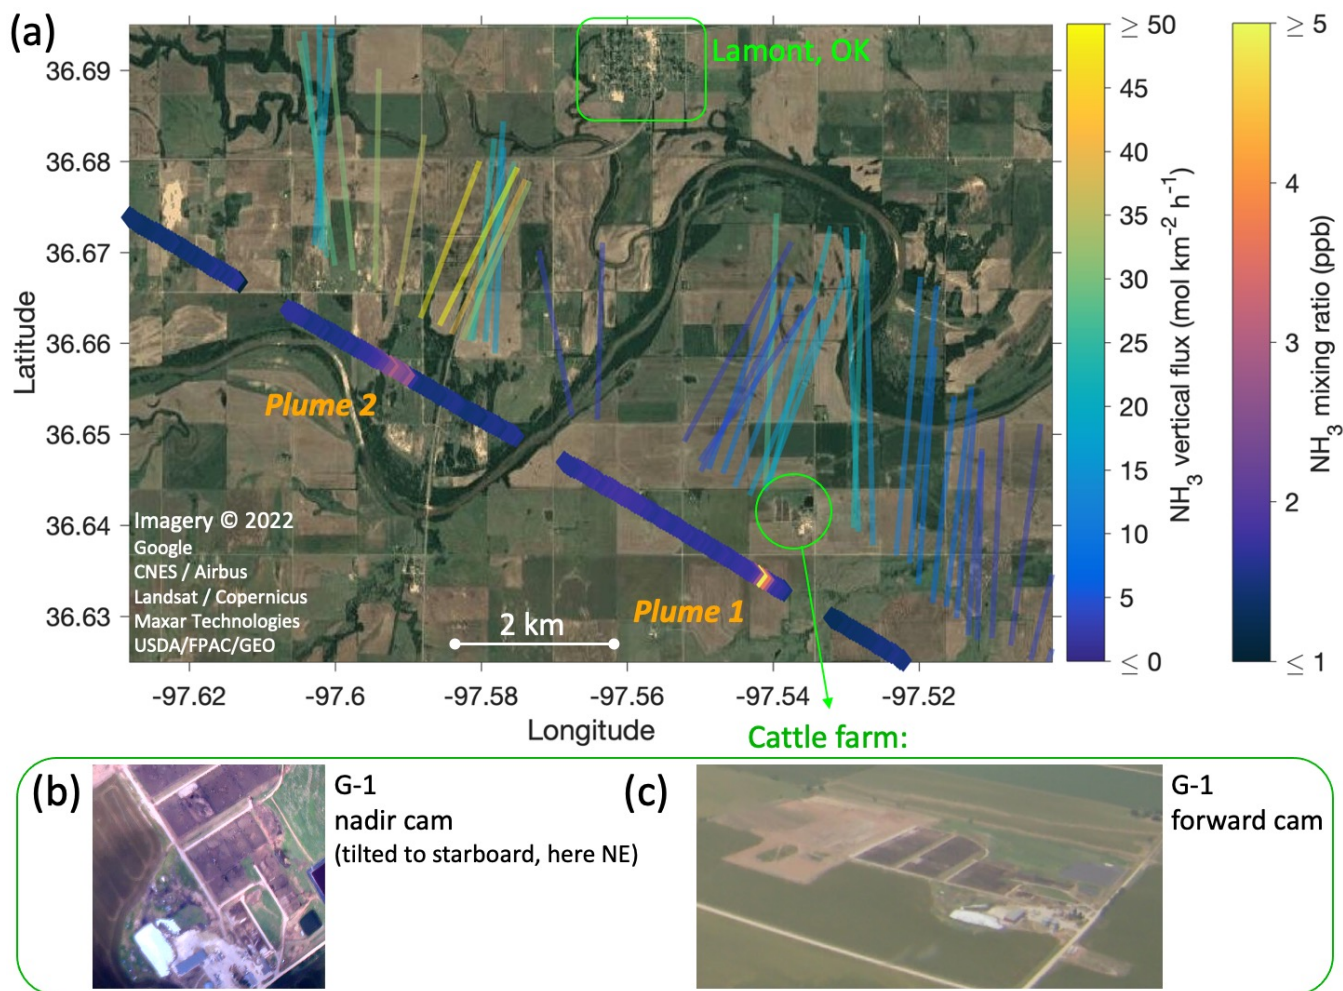 (a)
Lamont, OK
36.69
36.68
36.67
36.66
36.65
36.64
36.63
Latitude
Plume 2
Plume 1
Imagery © 2022
Google
CNES / Airbus
Landsat / Copernicus
Maxar Technologies
USDA/FPAC/GEO
2 km
-97.62
-97.6
-97.58
-97.56
-97.54
-97.52
Longitude
≥ 50
45
40
35
30
25
20
15
10
5
≤ 0
NH₃ vertical flux (mol km⁻² h⁻¹)
≥ 5
4
3
2
≤ 1
NH₃ mixing ratio (ppb)
Cattle farm:
(b)
G-1
nadir cam
(tilted to starboard, here NE)
(c)
G-1
forward cam